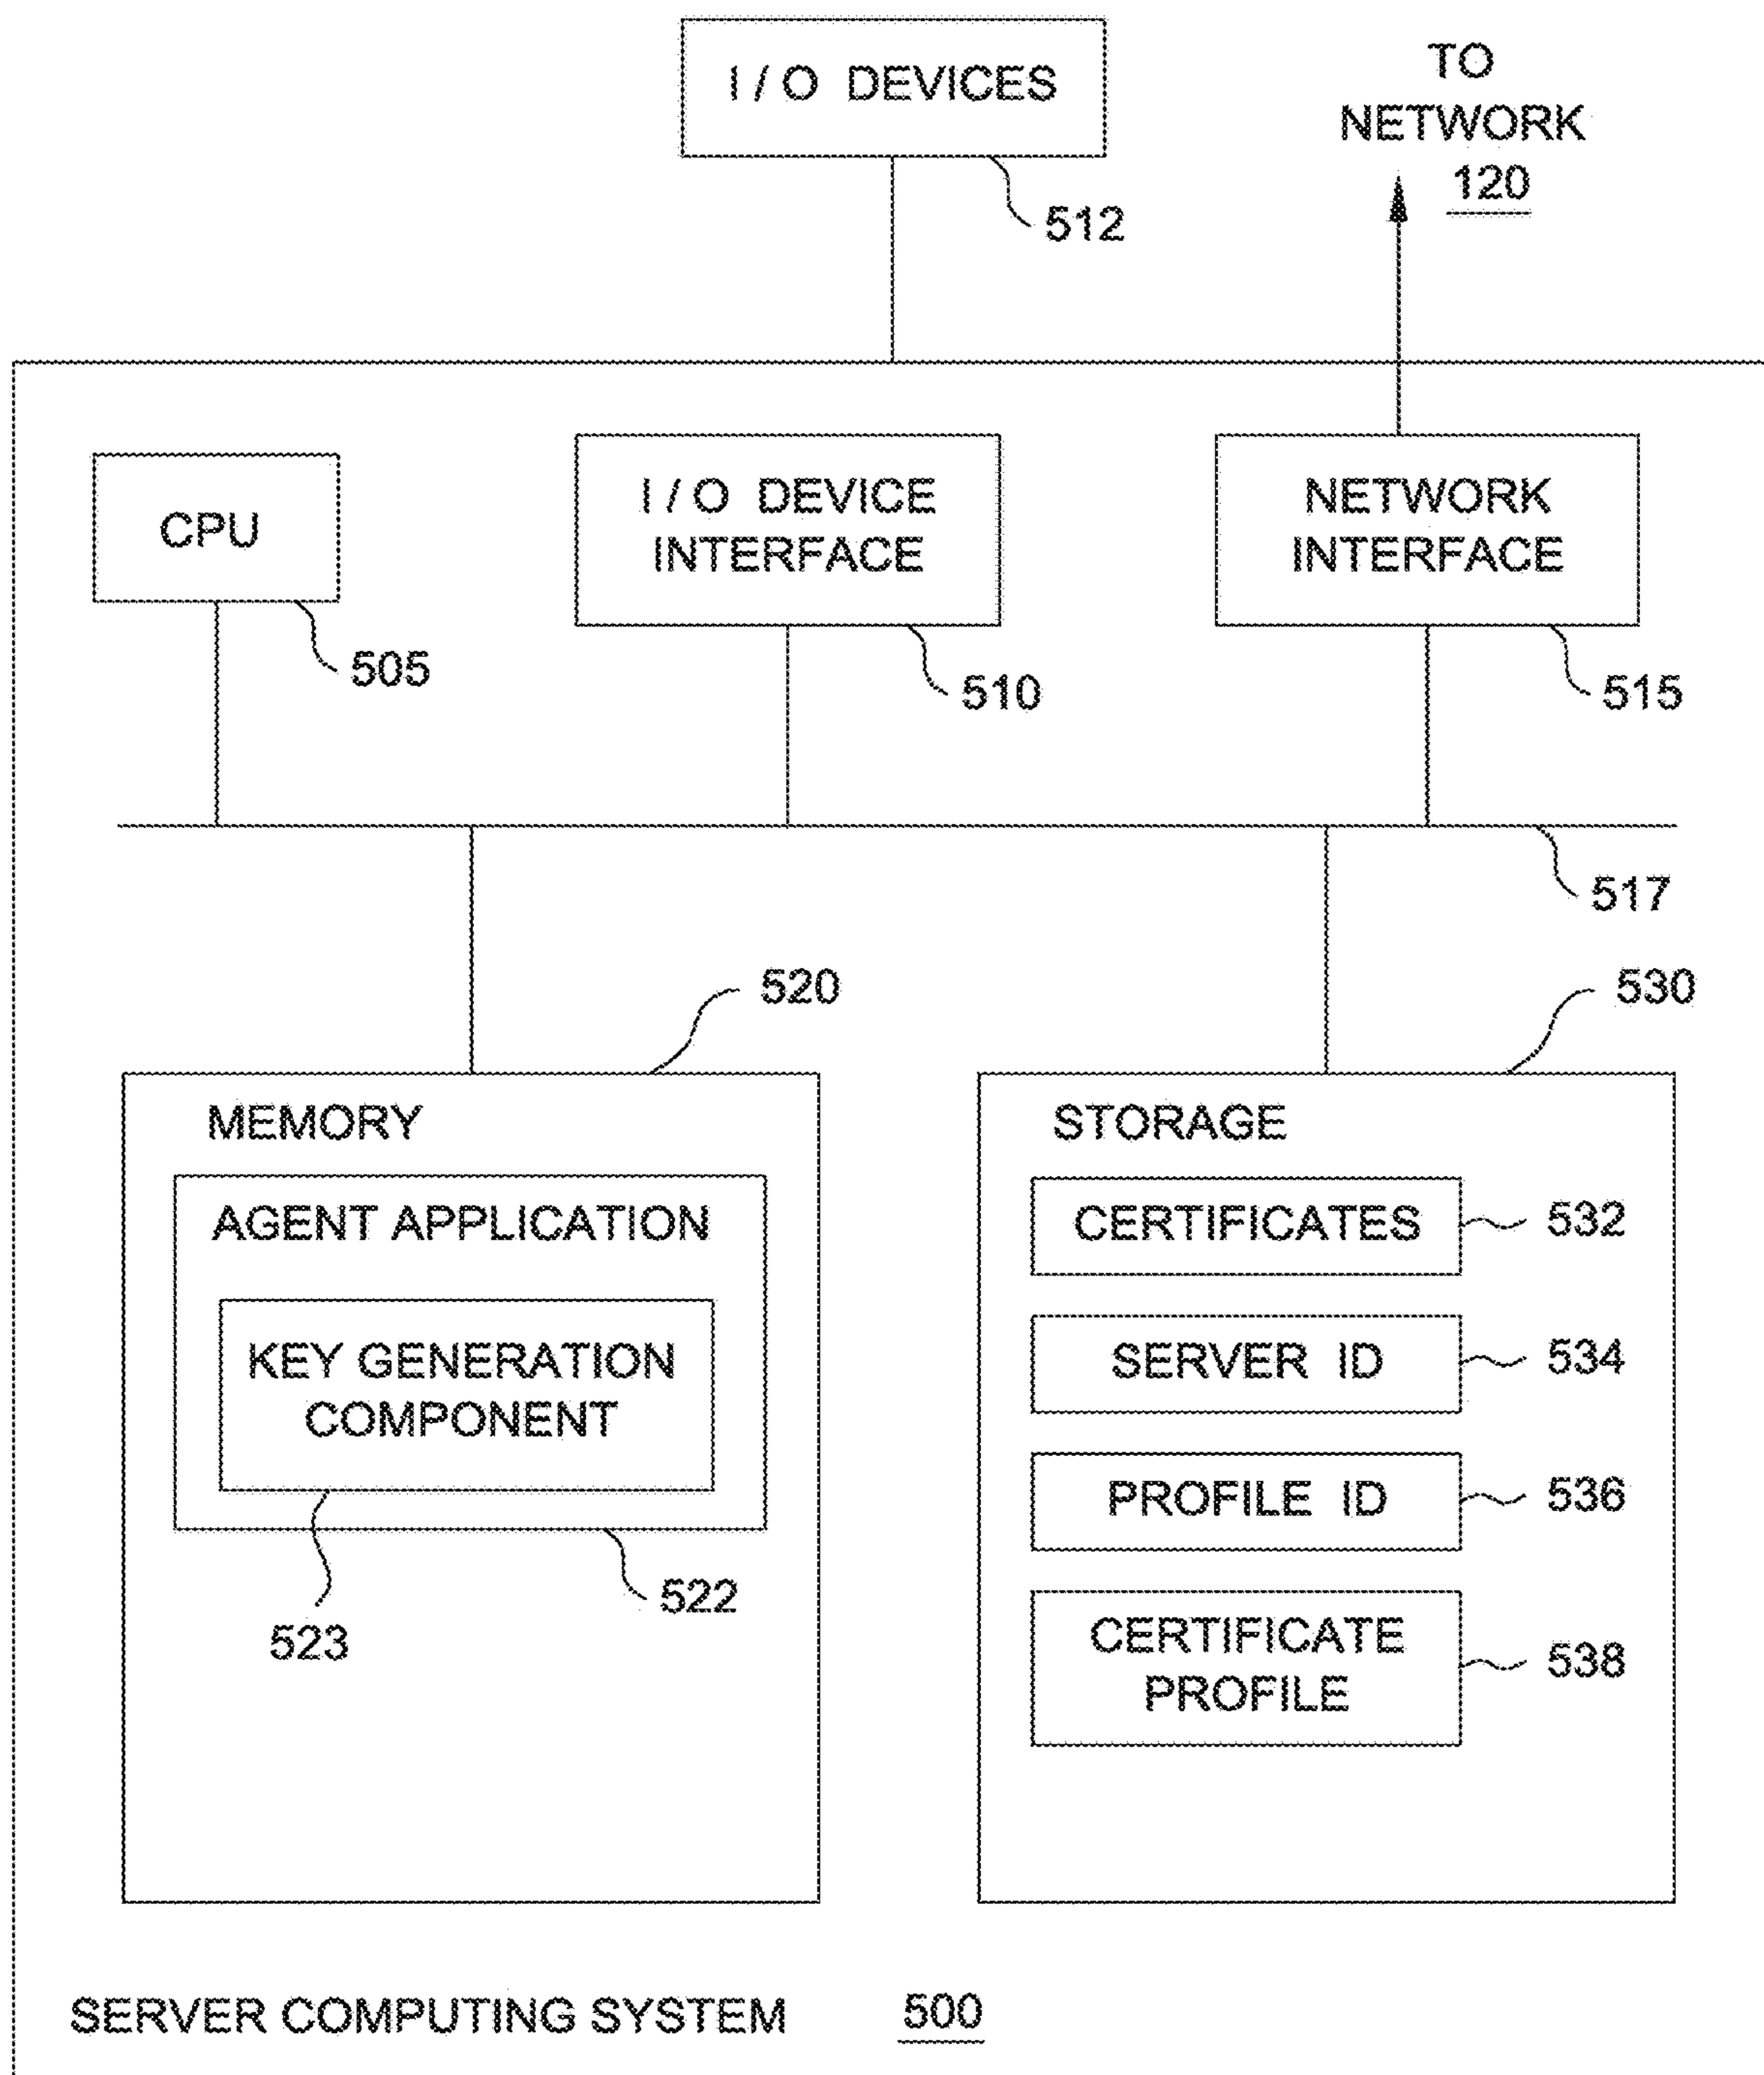 I / O DEVICES
512
TO
NETWORK
120
CPU
505
I / O DEVICE
INTERFACE
510
NETWORK
INTERFACE
515
517
520
530
MEMORY
AGENT APPLICATION
KEY GENERATION
COMPONENT
523
522
STORAGE
CERTIFICATES
532
SERVER ID
534
PROFILE ID
536
CERTIFICATE
PROFILE
538
SERVER COMPUTING SYSTEM 500